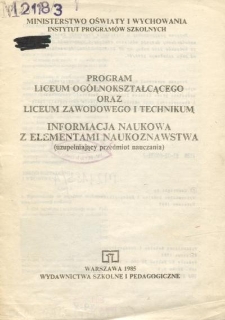 12183
MINISTERSTWO OŚWIATY I WYCHOWANIA
INSTYTUT PROGRAMÓW SZKOLNYCH
PROGRAM
LICEUM OGÓLNOKSZTAŁCĄCEGO
ORAZ
LICEUM ZAWODOWEGO I TECHNIKUM
INFORMACJA NAUKOWA
Z ELEMENTAMI NAUKOZNAWSTWA
(uzupełniający przedmiot nauczania)
WARSZAWA 1985
WYDAWNICTWA SZKOLNE I PEDAGOGICZNE